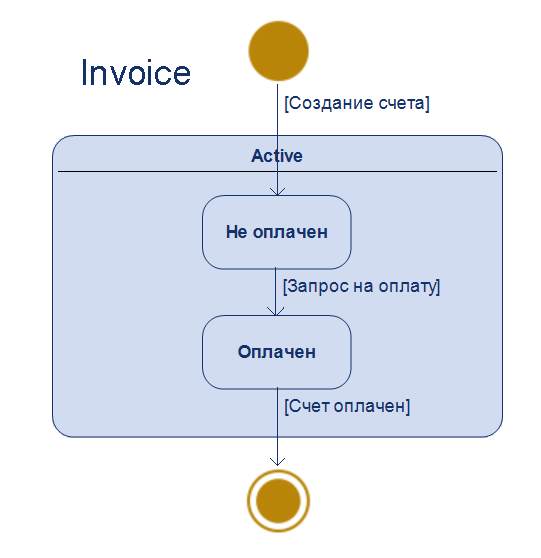 Invoice
[Создание счета]
Active
Не оплачен
[Запрос на оплату]
Оплачен
[Счет оплачен]